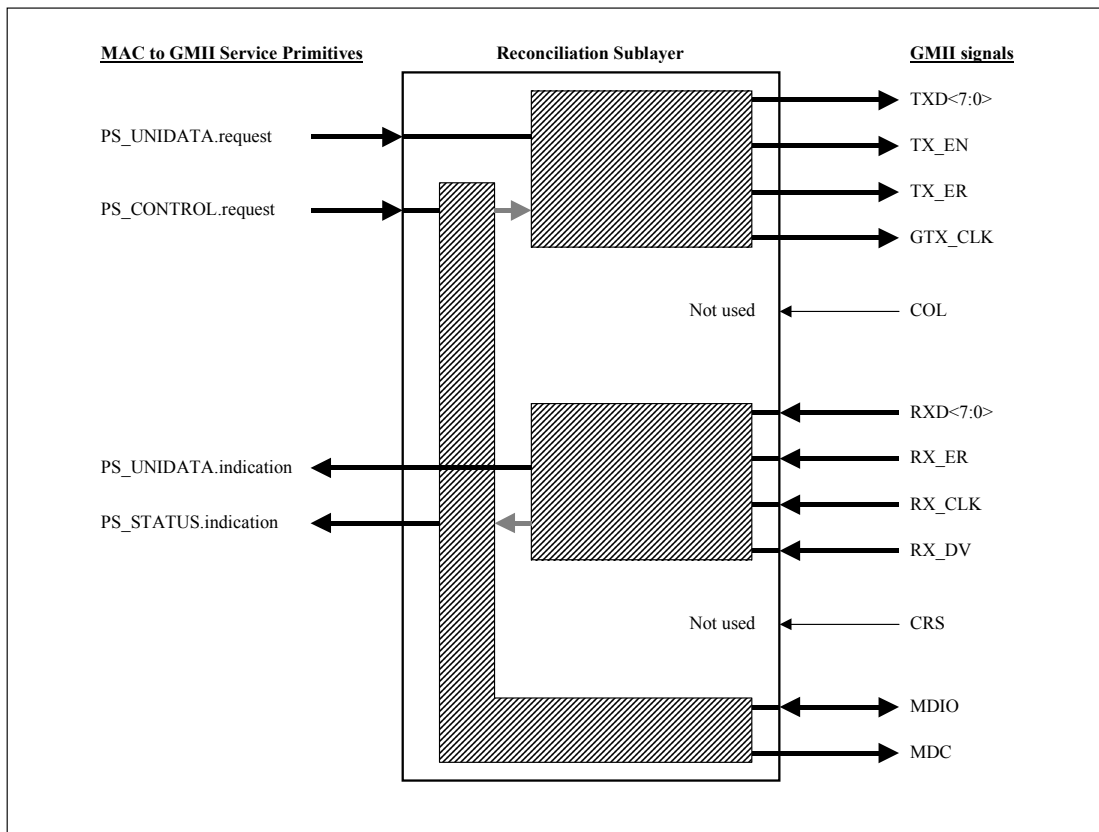 MAC to GMII Service Primitives
Reconciliation Sublayer
GMII signals
TXD<7:0>
PS_UNIDATA.request
TX_EN
TX_ER
PS_CONTROL.request
GTX_CLK
Not used
COL
RXD<7:0>
PS_UNIDATA.indication
RX_ER
RX_CLK
PS_STATUS.indication
RX_DV
Not used
CRS
MDIO
MDC